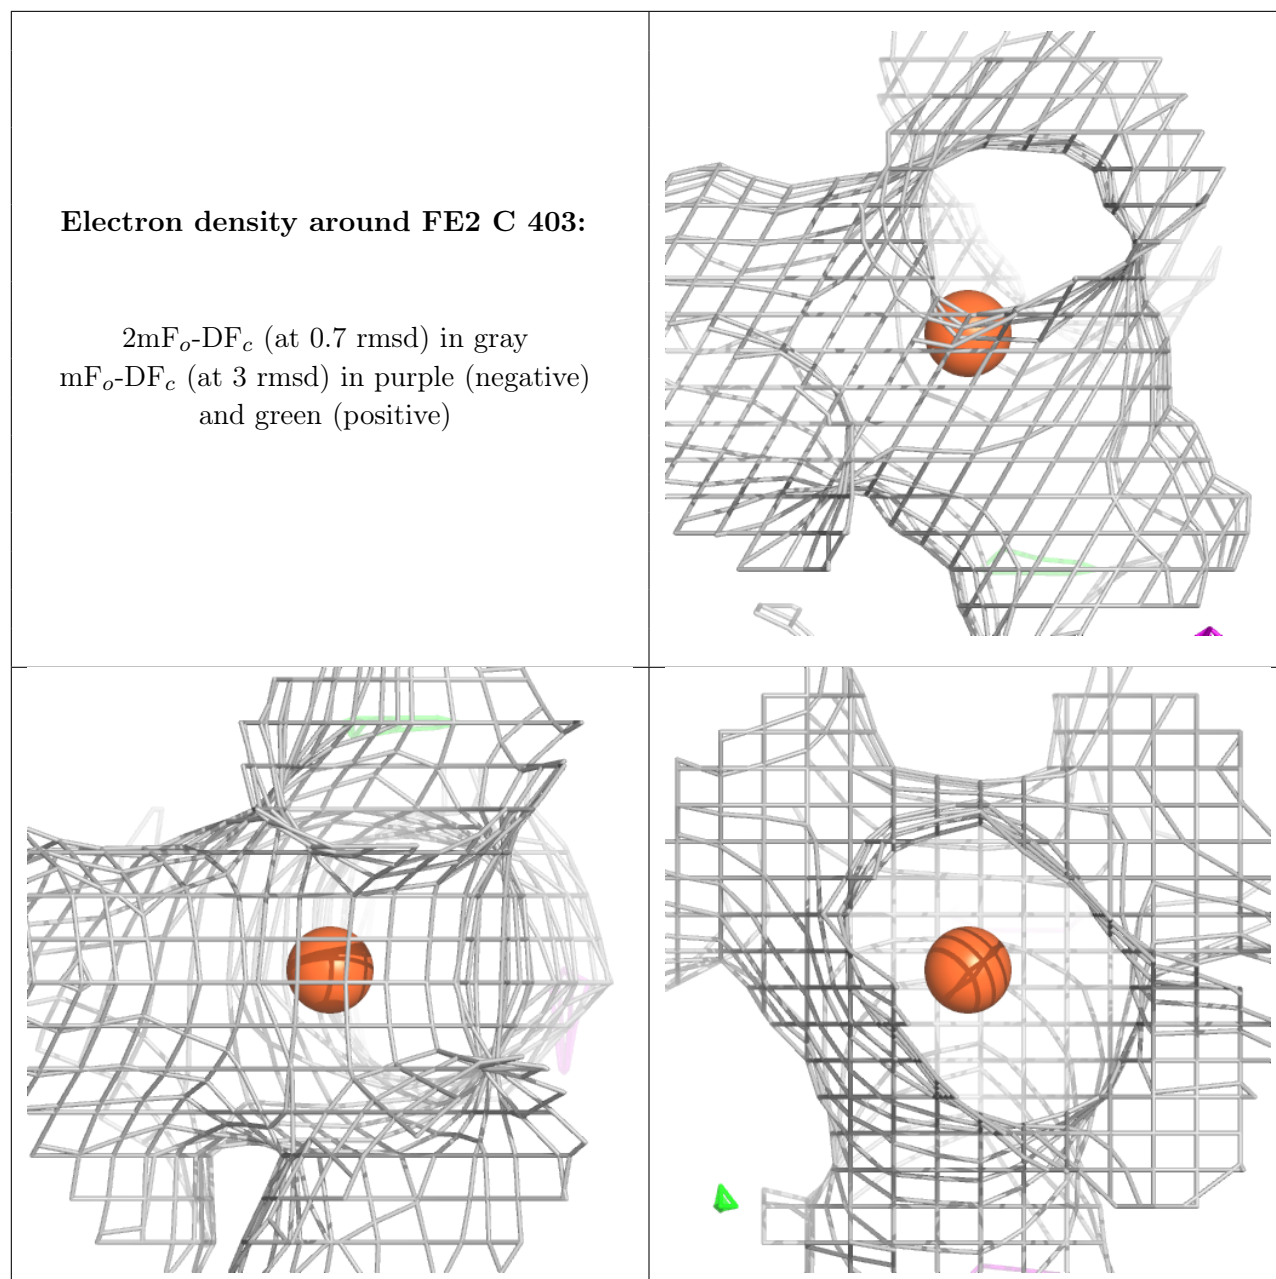 Electron density around FE2 C 403:
2mFo-DFc (at 0.7 rmsd) in gray
mFo-DFc (at 3 rmsd) in purple (negative)
and green (positive)